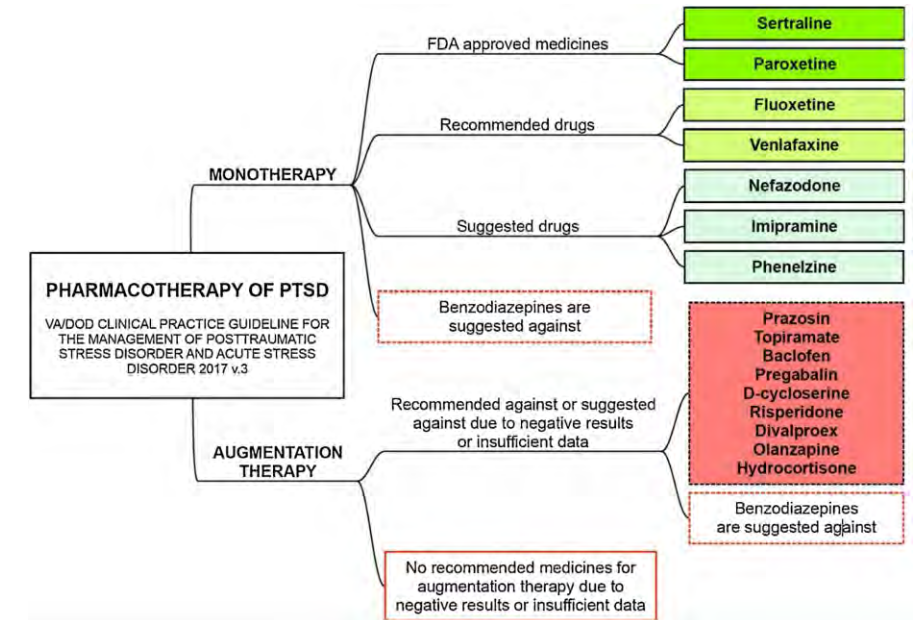 PHARMACOTHERAPY OF PTSD
VA/DOD CLINICAL PRACTICE GUIDELINE FOR
THE MANAGEMENT OF POSTTRAUMATIC
STRESS DISORDER AND ACUTE STRESS
DISORDER 2017 v.3
MONOTHERAPY
FDA approved medicines
Sertraline
Paroxetine
Recommended drugs
Fluoxetine
Venlafaxine
Suggested drugs
Nefazodone
Imipramine
Phenelzine
Benzodiazepines are
suggested against
AUGMENTATION
THERAPY
Recommended against or suggested
against due to negative results
or insufficient data
Prazosin
Topiramate
Baclofen
Pregabalin
D-cycloserine
Risperidone
Divalproex
Olanzapine
Hydrocortisone
Benzodiazepines
are suggested against
No recommended medicines for
augmentation therapy due to
negative results or insufficient data